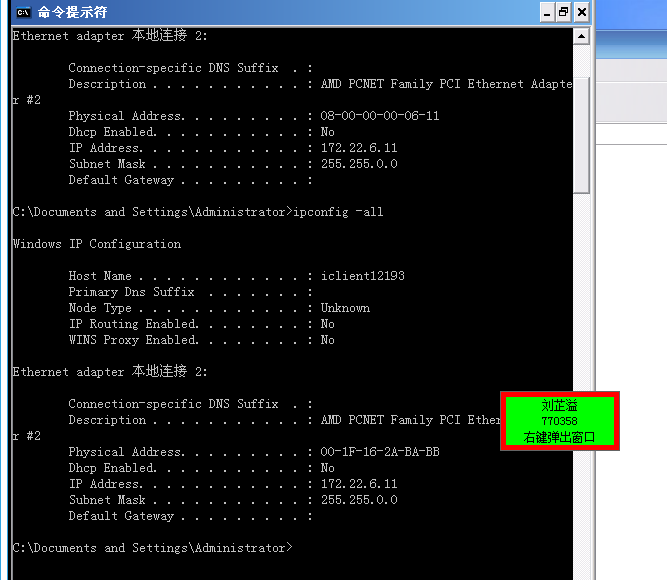 命令提示符
Ethernet adapter 本地连接 2:
Connection-specific DNS Suffix . :
Description . . . . . . . . . . . : AMD PCNET Family PCI Ethernet Adapte
r #2
Physical Address. . . . . . . . . : 08-00-00-00-06-11
Dhcp Enabled. . . . . . . . . . . : No
IP Address. . . . . . . . . . . . : 172.22.6.11
Subnet Mask . . . . . . . . . . . : 255.255.0.0
Default Gateway . . . . . . . . . :
C:\Documents and Settings\Administrator>ipconfig -all
Windows IP Configuration
Host Name . . . . . . . . . . . . : iclient12193
Primary Dns Suffix . . . . . . . :
Node Type . . . . . . . . . . . . : Unknown
IP Routing Enabled. . . . . . . . : No
WINS Proxy Enabled. . . . . . . . : No
Ethernet adapter 本地连接 2:
Connection-specific DNS Suffix . :
Description . . . . . . . . . . . : AMD PCNET Family PCI Ether
r #2
Physical Address. . . . . . . . . : 00-1F-16-2A-BA-BB
Dhcp Enabled. . . . . . . . . . . : No
IP Address. . . . . . . . . . . . : 172.22.6.11
Subnet Mask . . . . . . . . . . . : 255.255.0.0
Default Gateway . . . . . . . . . :
C:\Documents and Settings\Administrator>
刘芷溢
770358
右键弹出窗口